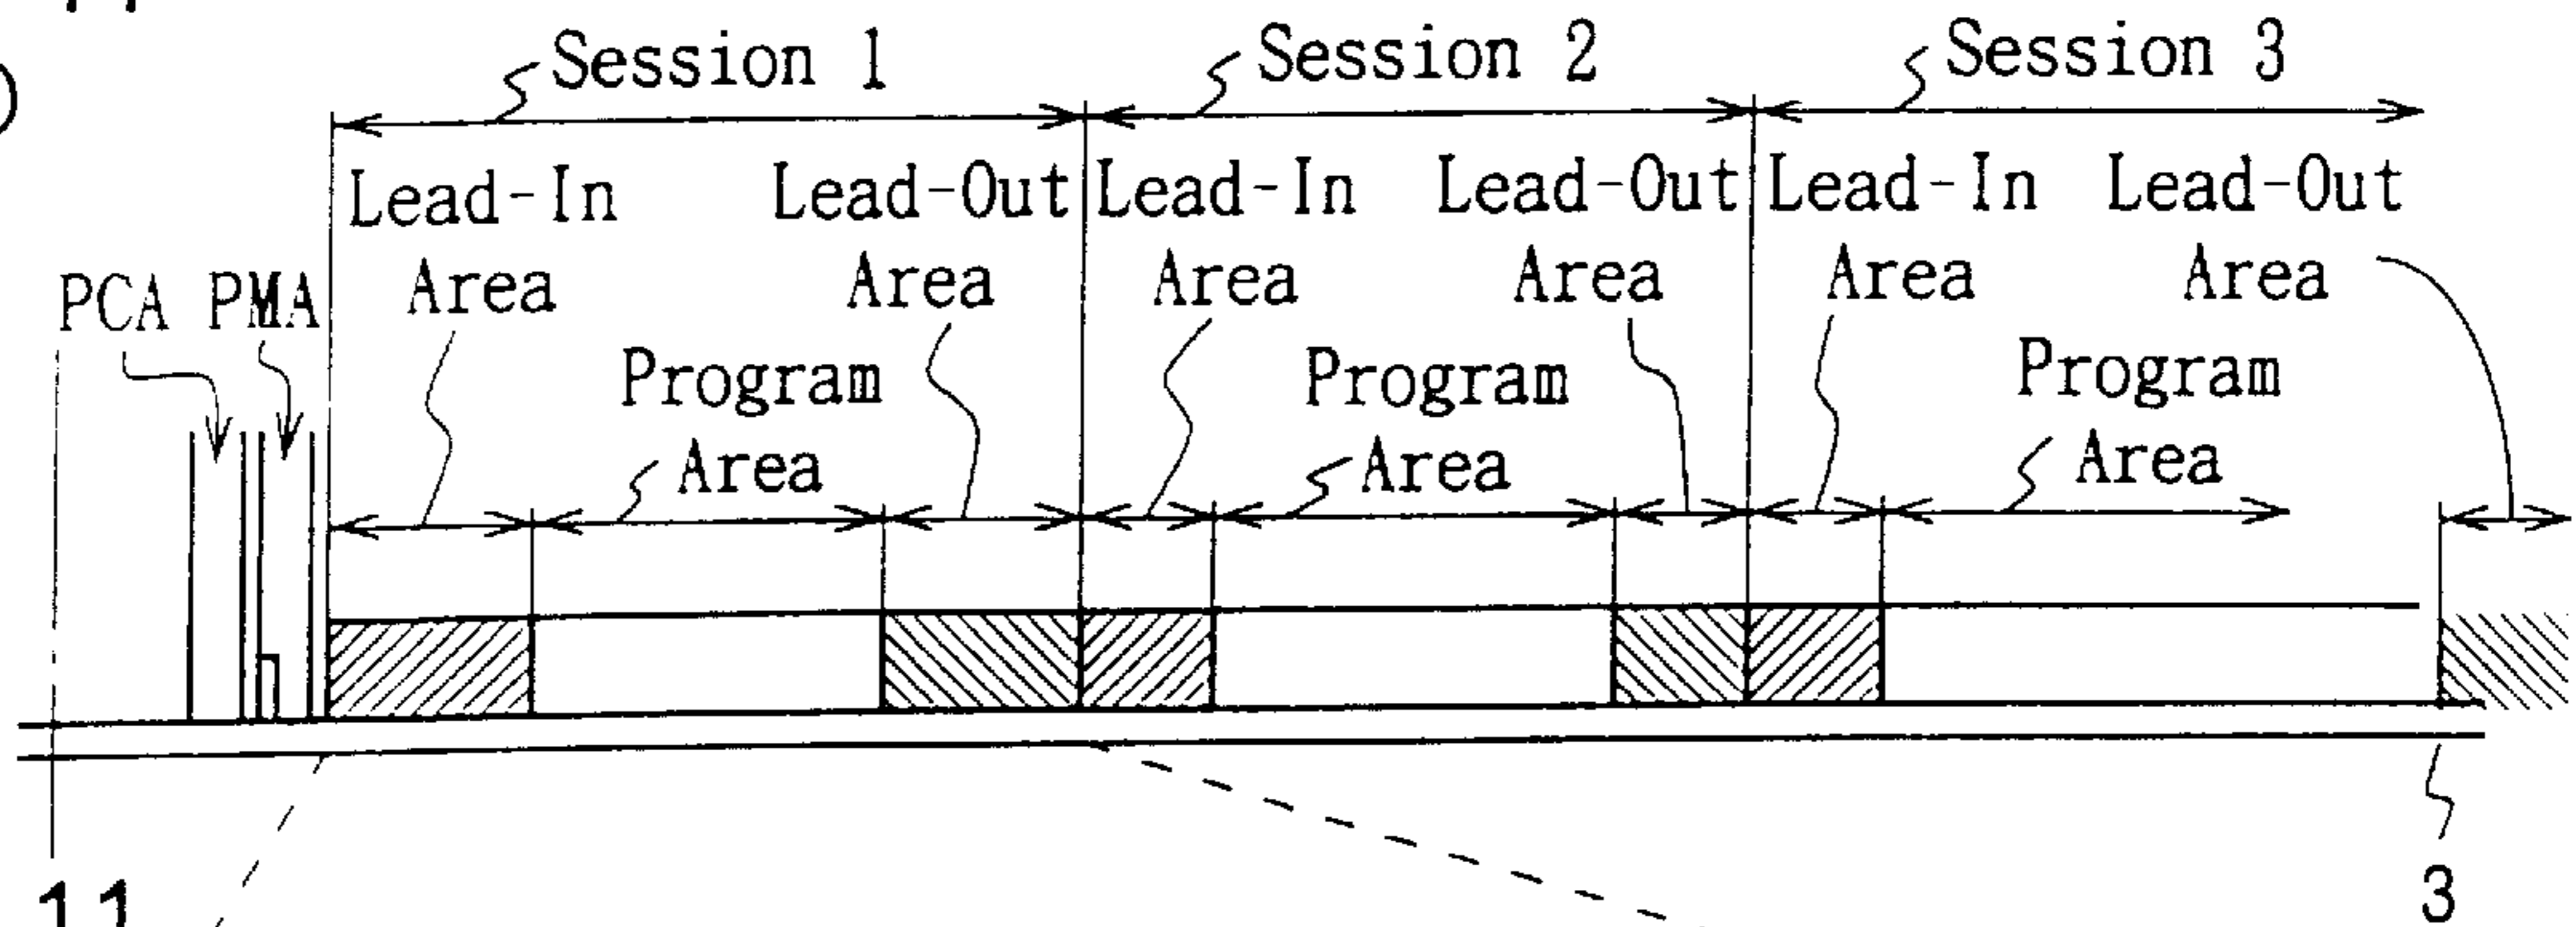 Session 1 Session 2 Session 3
Lead-In Lead-Out Lead-In Lead-Out Lead-In Lead-Out
PCA PMA Area Area Area Area Area Area
Program Program Program
Area Area Area
11 3